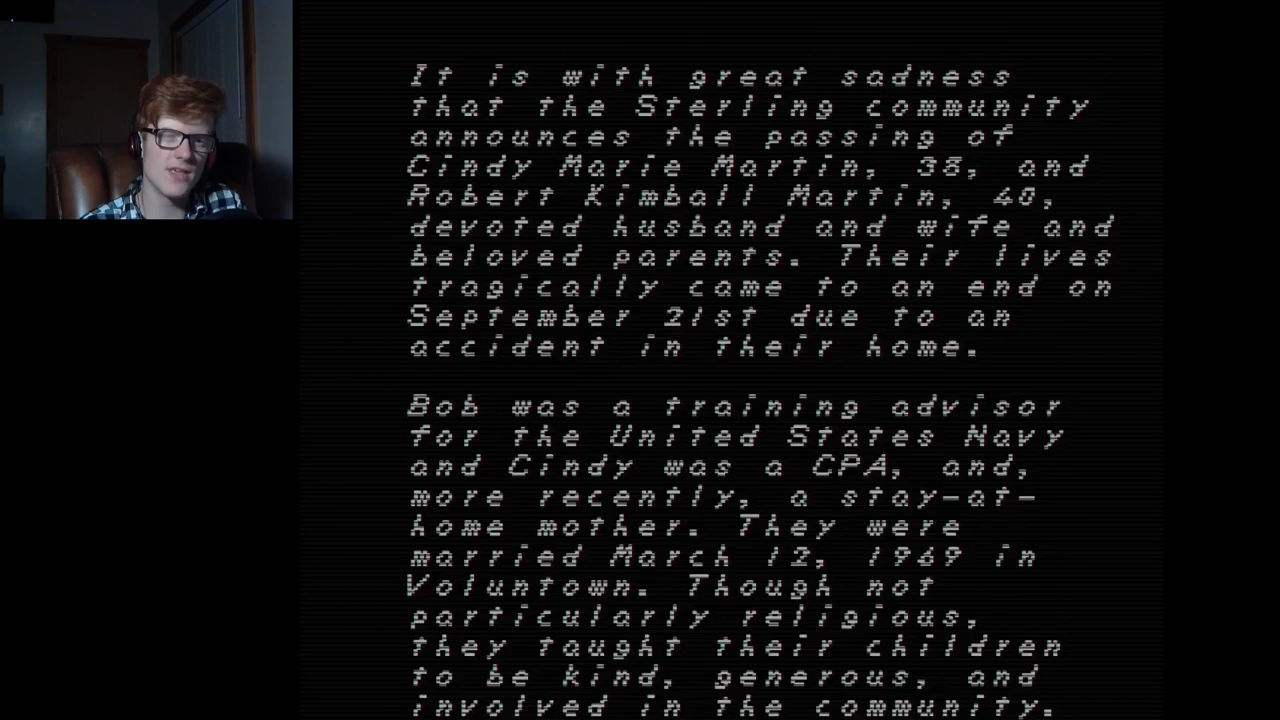 It is with great sadness
that the Sterling community
announces the passing of
Cindy Marie Martin, 38, and
Robert Kimball Martin, 40,
devoted husband and wife and
beloved parents. Their lives
tragically came to an end on
September 21st due to an
accident in their home.
Bob was a training advisor
for the United States Navy
and Cindy was a CPA, and,
more recently, a stay-at-
home mother. They were
married March 12, 1969 in
Voluntown. Though not
particularly religious,
they taught their children
to be kind, generous, and
involved in the community.